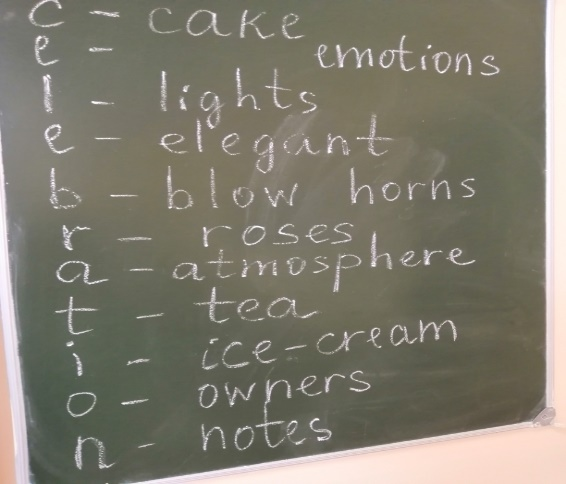 c - cake
e - emotions
l - lights
e - elegant
b - blow horns
r - roses
a - atmosphere
t - tea
i - ice-cream
o - owners
n - notes